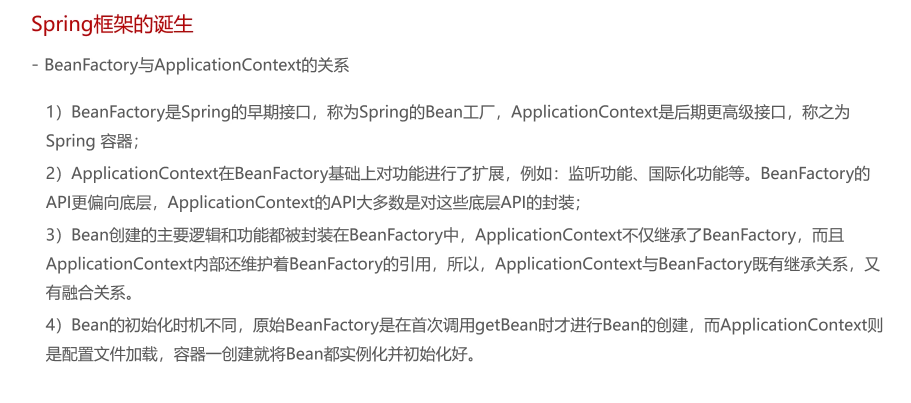 Spring框架的诞生
- BeanFactory与ApplicationContext的关系
1）BeanFactory是Spring的早期接口，称为Spring的Bean工厂，ApplicationContext是后期更高级接口，称之为
Spring 容器；
2）ApplicationContext在BeanFactory基础上对功能进行了扩展，例如：监听功能、国际化功能等。BeanFactory的
API更偏向底层，ApplicationContext的API大多数是对这些底层API的封装；
3）Bean创建的主要逻辑和功能都被封装在BeanFactory中，ApplicationContext不仅继承了BeanFactory，而且
ApplicationContext内部还维护着BeanFactory的引用，所以，ApplicationContext与BeanFactory既有继承关系，又
有融合关系。
4）Bean的初始化时机不同，原始BeanFactory是在首次调用getBean时才进行Bean的创建，而ApplicationContext则
是配置文件加载，容器一创建就将Bean都实例化并初始化好。